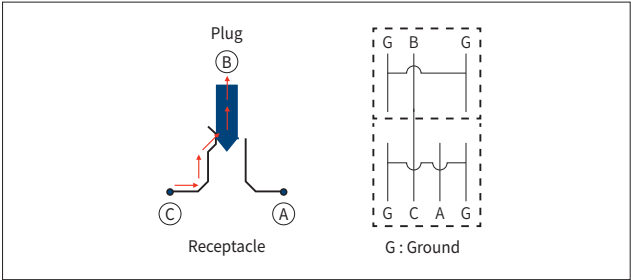 Plug
B
C
A
Receptacle
G B G
G C A G
G : Ground